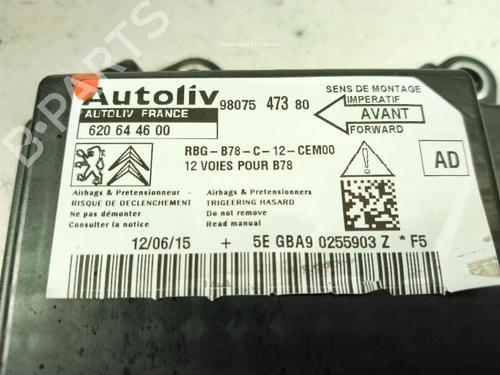 Autoliv
98075 473 80
AUTOLIV FRANCE
620 64 46 00
SENS DE MONTAGE
IMPERATIF
AVANT
FORWARD
RBG-B78-C-12-CEM00
12 VOIES POUR B78
AD
Airbags & Pretensionneur
RISQUE DE DECLENCHEMENT
Ne pas démonter
Consulter la notice
Airbags & Pretensionners
TRIGEERING HASARD
Do not remove
Read manual
12/06/15 + 5E GBA9 0255903 Z * F5
B-PARTS